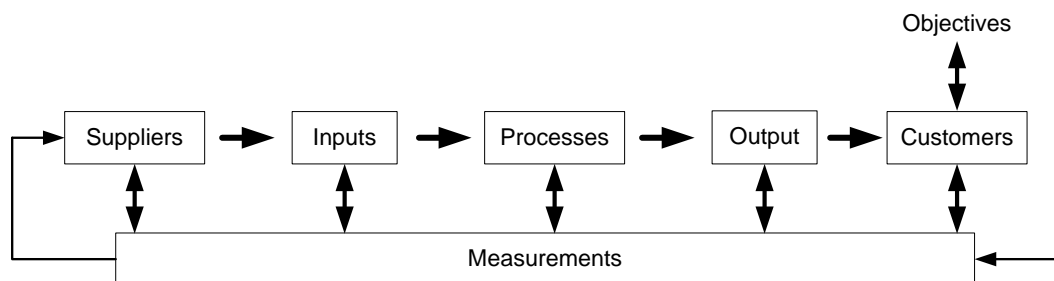 Objectives
Suppliers
Inputs
Processes
Output
Customers
Measurements